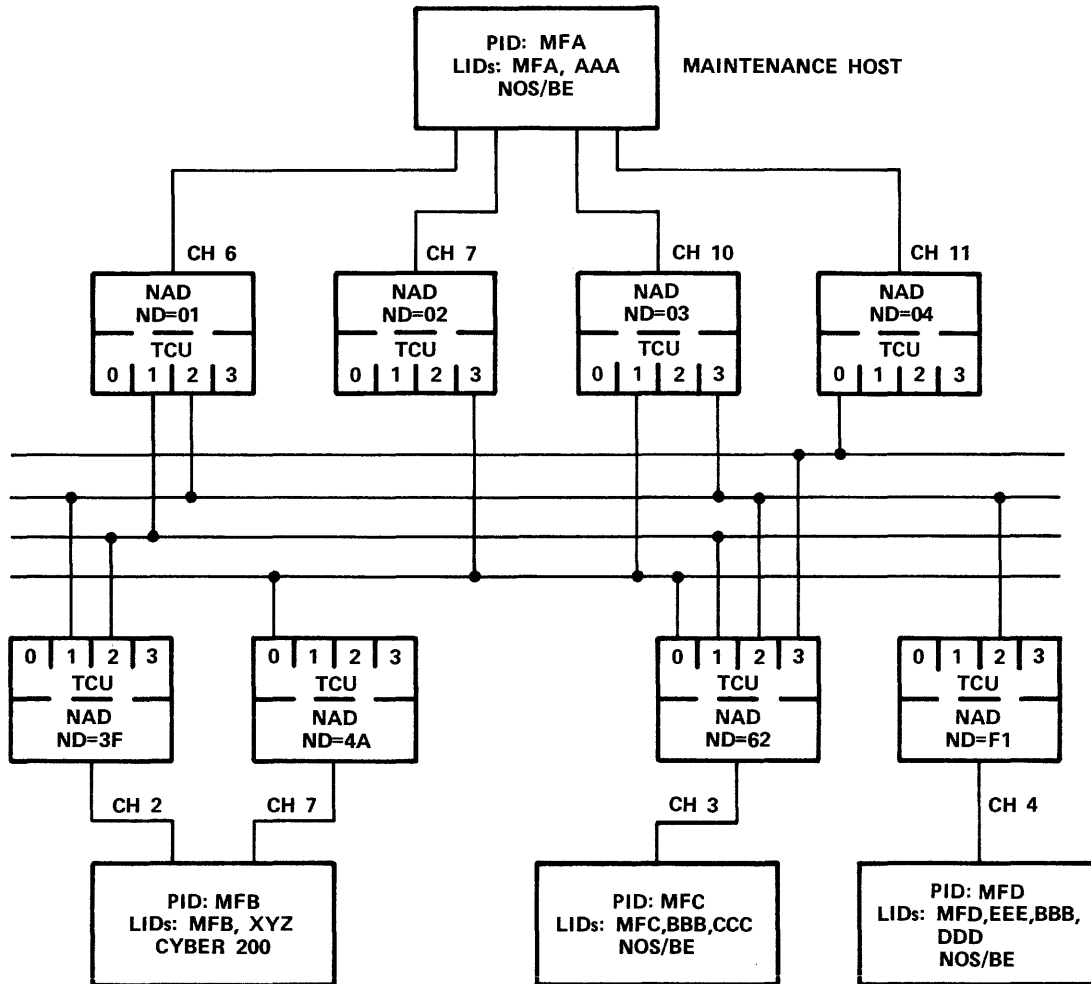 PID: MFA
LIDs: MFA, AAA
NOS/BE
MAINTENANCE HOST
CH 6
CH 7
CH 10
CH 11
NAD
ND=01
TCU
0 1 2 3
NAD
ND=02
TCU
0 1 2 3
NAD
ND=03
TCU
0 1 2 3
NAD
ND=04
TCU
0 1 2 3
0 1 2 3
TCU
NAD
ND=3F
0 1 2 3
TCU
NAD
ND=4A
0 1 2 3
TCU
NAD
ND=62
0 1 2 3
TCU
NAD
ND=F1
CH 2
CH 7
CH 3
CH 4
PID: MFB
LIDs: MFB, XYZ
CYBER 200
PID: MFC
LIDs: MFC,BBB,CCC
NOS/BE
PID: MFD
LIDs: MFD,EEE,BBB,
DDD
NOS/BE